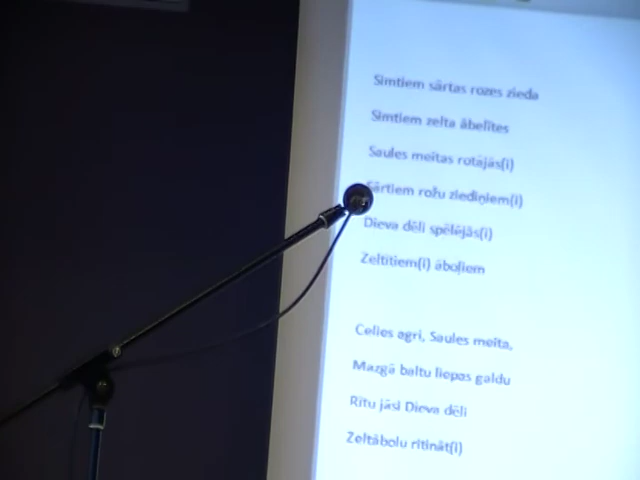 Simtiem sārtas rozes zieda
Simtiem zelta ābelītes
Saules meitas rotājās(i)
Sārtiem rožu ziediņiem(i)
Dieva dēli spēlējās(i)
Zeltītiem(i) āboļiem
Celies agri, Saules meita,
Mazgā baltu liepas galdu
Rītu jāsi Dieva dēli
Zeltābolu ritināt(i)